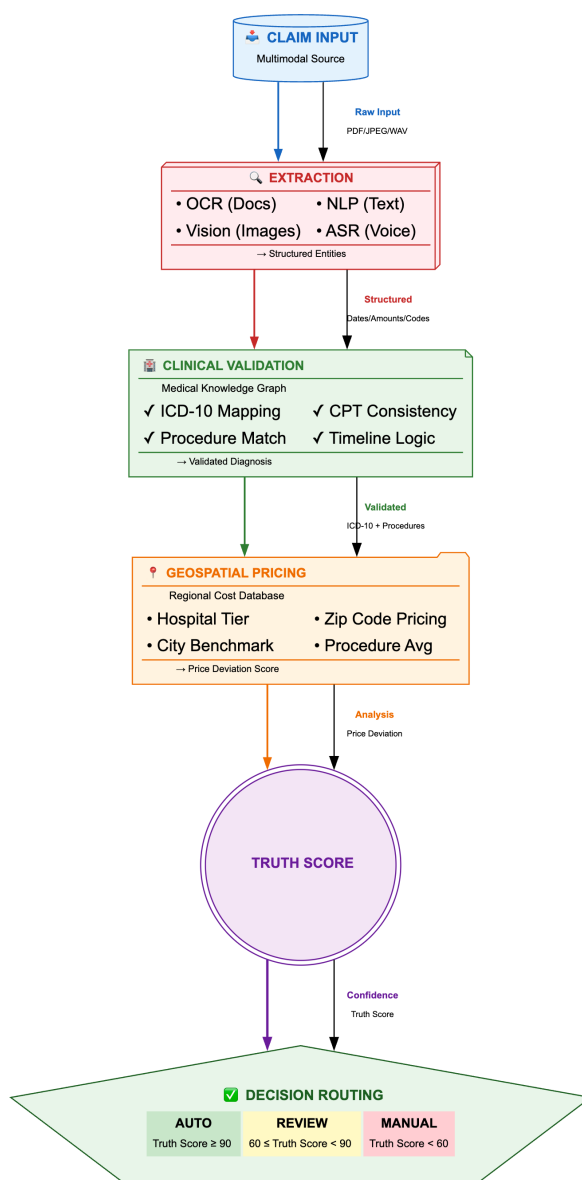 CLAIM INPUT
Multimodal Source
Raw Input
PDF/JPEG/WAV
EXTRACTION
• OCR (Docs) • NLP (Text)
• Vision (Images) • ASR (Voice)
→ Structured Entities
Structured
Dates/Amounts/Codes
CLINICAL VALIDATION
Medical Knowledge Graph
✓ ICD-10 Mapping ✓ CPT Consistency
✓ Procedure Match ✓ Timeline Logic
→ Validated Diagnosis
Validated
ICD-10 + Procedures
GEOSPATIAL PRICING
Regional Cost Database
• Hospital Tier • Zip Code Pricing
• City Benchmark • Procedure Avg
→ Price Deviation Score
Analysis
Price Deviation
TRUTH SCORE
Confidence
Truth Score
DECISION ROUTING
AUTO REVIEW MANUAL
Truth Score ≥ 90 60 ≤ Truth Score < 90 Truth Score < 60